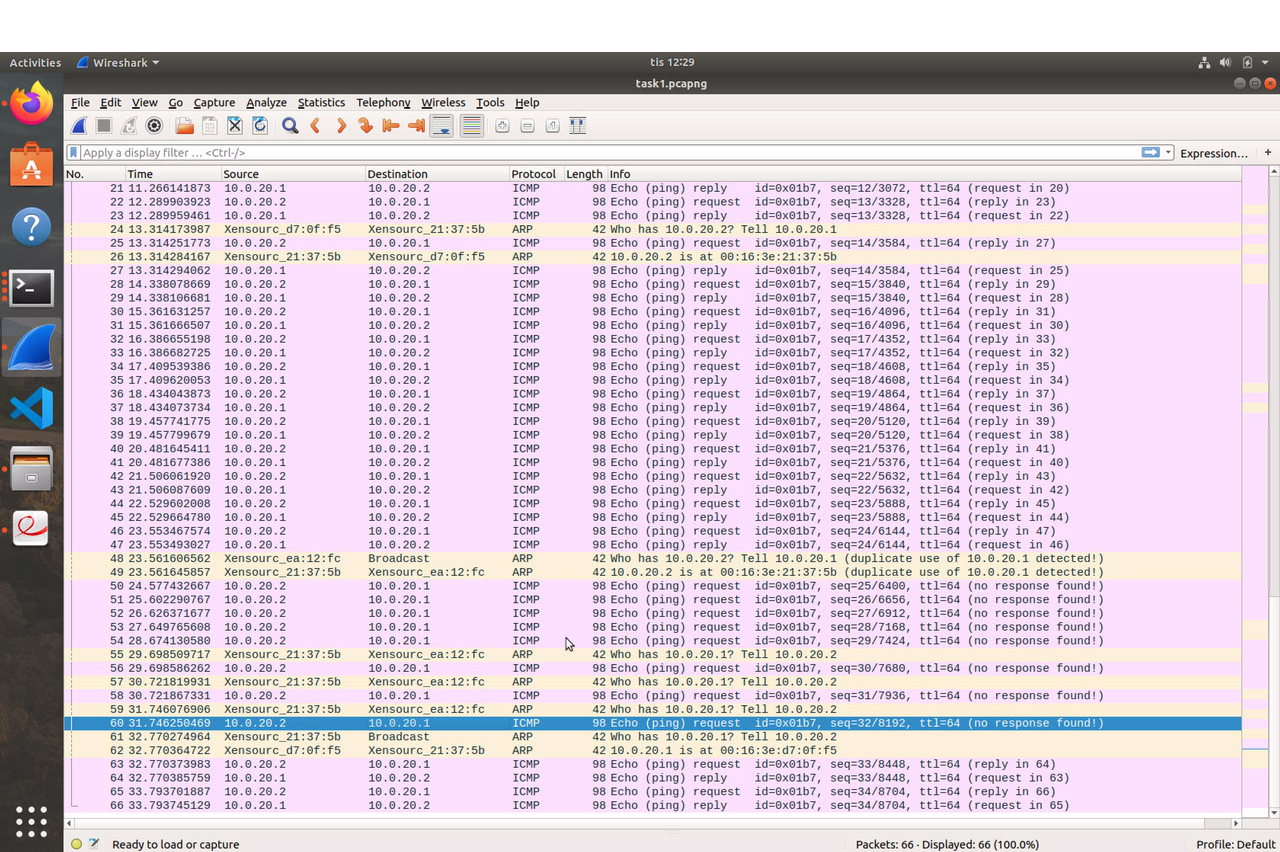 Activities Wireshark tis 12:29
task1.pcapng
File Edit View Go Capture Analyze Statistics Telephony Wireless Tools Help
Apply a display filter ... <Ctrl-/> Expression... +
No. Time Source Destination Protocol Length Info
21 11.266141873 10.0.20.1 10.0.20.2 ICMP 98 Echo (ping) reply id=0x01b7, seq=12/3072, ttl=64 (request in 20)
22 12.289903923 10.0.20.2 10.0.20.1 ICMP 98 Echo (ping) request id=0x01b7, seq=13/3328, ttl=64 (reply in 23)
23 12.289959461 10.0.20.1 10.0.20.2 ICMP 98 Echo (ping) reply id=0x01b7, seq=13/3328, ttl=64 (request in 22)
24 13.314173987 Xensourc_d7:0f:f5 Xensourc_21:37:5b ARP 42 Who has 10.0.20.2? Tell 10.0.20.1
25 13.314251773 10.0.20.2 10.0.20.1 ICMP 98 Echo (ping) request id=0x01b7, seq=14/3584, ttl=64 (reply in 27)
26 13.314284167 Xensourc_21:37:5b Xensourc_d7:0f:f5 ARP 42 10.0.20.2 is at 00:16:3e:21:37:5b
27 13.314294062 10.0.20.1 10.0.20.2 ICMP 98 Echo (ping) reply id=0x01b7, seq=14/3584, ttl=64 (request in 25)
28 14.338078669 10.0.20.2 10.0.20.1 ICMP 98 Echo (ping) request id=0x01b7, seq=15/3840, ttl=64 (reply in 29)
29 14.338106681 10.0.20.1 10.0.20.2 ICMP 98 Echo (ping) reply id=0x01b7, seq=15/3840, ttl=64 (request in 28)
30 15.361631257 10.0.20.2 10.0.20.1 ICMP 98 Echo (ping) request id=0x01b7, seq=16/4096, ttl=64 (reply in 31)
31 15.361666507 10.0.20.1 10.0.20.2 ICMP 98 Echo (ping) reply id=0x01b7, seq=16/4096, ttl=64 (request in 30)
32 16.386655198 10.0.20.2 10.0.20.1 ICMP 98 Echo (ping) request id=0x01b7, seq=17/4352, ttl=64 (reply in 33)
33 16.386682725 10.0.20.1 10.0.20.2 ICMP 98 Echo (ping) reply id=0x01b7, seq=17/4352, ttl=64 (request in 32)
34 17.409539386 10.0.20.2 10.0.20.1 ICMP 98 Echo (ping) request id=0x01b7, seq=18/4608, ttl=64 (reply in 35)
35 17.409620053 10.0.20.1 10.0.20.2 ICMP 98 Echo (ping) reply id=0x01b7, seq=18/4608, ttl=64 (request in 34)
36 18.434043873 10.0.20.2 10.0.20.1 ICMP 98 Echo (ping) request id=0x01b7, seq=19/4864, ttl=64 (reply in 37)
37 18.434073734 10.0.20.1 10.0.20.2 ICMP 98 Echo (ping) reply id=0x01b7, seq=19/4864, ttl=64 (request in 36)
38 19.457741775 10.0.20.2 10.0.20.1 ICMP 98 Echo (ping) request id=0x01b7, seq=20/5120, ttl=64 (reply in 39)
39 19.457799679 10.0.20.1 10.0.20.2 ICMP 98 Echo (ping) reply id=0x01b7, seq=20/5120, ttl=64 (request in 38)
40 20.481645411 10.0.20.2 10.0.20.1 ICMP 98 Echo (ping) request id=0x01b7, seq=21/5376, ttl=64 (reply in 41)
41 20.481677386 10.0.20.1 10.0.20.2 ICMP 98 Echo (ping) reply id=0x01b7, seq=21/5376, ttl=64 (request in 40)
42 21.506061920 10.0.20.2 10.0.20.1 ICMP 98 Echo (ping) request id=0x01b7, seq=22/5632, ttl=64 (reply in 43)
43 21.506087609 10.0.20.1 10.0.20.2 ICMP 98 Echo (ping) reply id=0x01b7, seq=22/5632, ttl=64 (request in 42)
44 22.529602008 10.0.20.2 10.0.20.1 ICMP 98 Echo (ping) request id=0x01b7, seq=23/5888, ttl=64 (reply in 45)
45 22.529664780 10.0.20.1 10.0.20.2 ICMP 98 Echo (ping) reply id=0x01b7, seq=23/5888, ttl=64 (request in 44)
46 23.553467574 10.0.20.2 10.0.20.1 ICMP 98 Echo (ping) request id=0x01b7, seq=24/6144, ttl=64 (reply in 47)
47 23.553493027 10.0.20.1 10.0.20.2 ICMP 98 Echo (ping) reply id=0x01b7, seq=24/6144, ttl=64 (request in 46)
48 23.561606562 Xensourc_ea:12:fc Broadcast ARP 42 Who has 10.0.20.2? Tell 10.0.20.1 (duplicate use of 10.0.20.1 detected!)
49 23.561645857 Xensourc_21:37:5b Xensourc_ea:12:fc ARP 42 10.0.20.2 is at 00:16:3e:21:37:5b (duplicate use of 10.0.20.1 detected!)
50 24.577432667 10.0.20.2 10.0.20.1 ICMP 98 Echo (ping) request id=0x01b7, seq=25/6400, ttl=64 (no response found!)
51 25.602290767 10.0.20.2 10.0.20.1 ICMP 98 Echo (ping) request id=0x01b7, seq=26/6656, ttl=64 (no response found!)
52 26.626371677 10.0.20.2 10.0.20.1 ICMP 98 Echo (ping) request id=0x01b7, seq=27/6912, ttl=64 (no response found!)
53 27.649765608 10.0.20.2 10.0.20.1 ICMP 98 Echo (ping) request id=0x01b7, seq=28/7168, ttl=64 (no response found!)
54 28.674130580 10.0.20.2 10.0.20.1 ICMP 98 Echo (ping) request id=0x01b7, seq=29/7424, ttl=64 (no response found!)
55 29.698509717 Xensourc_21:37:5b Xensourc_ea:12:fc ARP 42 Who has 10.0.20.1? Tell 10.0.20.2
56 29.698586262 10.0.20.2 10.0.20.1 ICMP 98 Echo (ping) request id=0x01b7, seq=30/7680, ttl=64 (no response found!)
57 30.721819931 Xensourc_21:37:5b Xensourc_ea:12:fc ARP 42 Who has 10.0.20.1? Tell 10.0.20.2
58 30.721867331 10.0.20.2 10.0.20.1 ICMP 98 Echo (ping) request id=0x01b7, seq=31/7936, ttl=64 (no response found!)
59 31.746076906 Xensourc_21:37:5b Xensourc_ea:12:fc ARP 42 Who has 10.0.20.1? Tell 10.0.20.2
60 31.746250469 10.0.20.2 10.0.20.1 ICMP 98 Echo (ping) request id=0x01b7, seq=32/8192, ttl=64 (no response found!)
61 32.770274964 Xensourc_21:37:5b Broadcast ARP 42 Who has 10.0.20.1? Tell 10.0.20.2
62 32.770364722 Xensourc_d7:0f:f5 Xensourc_21:37:5b ARP 42 10.0.20.1 is at 00:16:3e:d7:0f:f5
63 32.770373983 10.0.20.2 10.0.20.1 ICMP 98 Echo (ping) request id=0x01b7, seq=33/8448, ttl=64 (reply in 64)
64 32.770385759 10.0.20.1 10.0.20.2 ICMP 98 Echo (ping) reply id=0x01b7, seq=33/8448, ttl=64 (request in 63)
65 33.793701887 10.0.20.2 10.0.20.1 ICMP 98 Echo (ping) request id=0x01b7, seq=34/8704, ttl=64 (reply in 66)
66 33.793745129 10.0.20.1 10.0.20.2 ICMP 98 Echo (ping) reply id=0x01b7, seq=34/8704, ttl=64 (request in 65)
Ready to load or capture Packets: 66 · Displayed: 66 (100.0%) Profile: Default